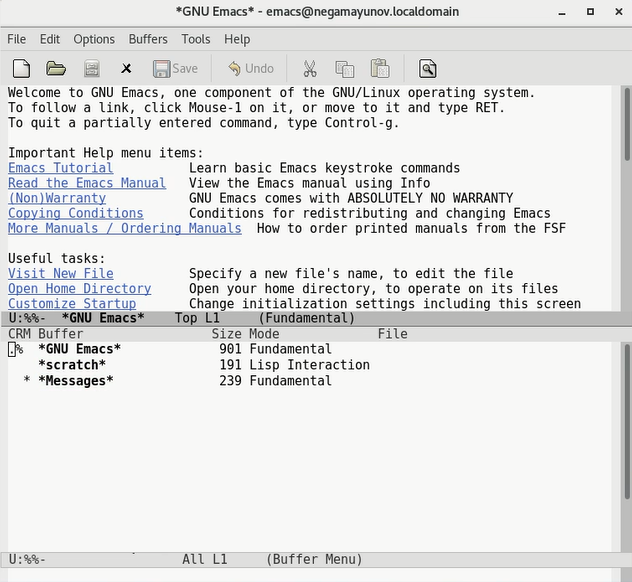 *GNU Emacs* - emacs@negamayunov.localdomain
File Edit Options Buffers Tools Help
Save Undo
Welcome to GNU Emacs, one component of the GNU/Linux operating system.
To follow a link, click Mouse-1 on it, or move to it and type RET.
To quit a partially entered command, type Control-g.
Important Help menu items:
Emacs Tutorial Learn basic Emacs keystroke commands
Read the Emacs Manual View the Emacs manual using Info
(Non)Warranty GNU Emacs comes with ABSOLUTELY NO WARRANTY
Copying Conditions Conditions for redistributing and changing Emacs
More Manuals / Ordering Manuals How to order printed manuals from the FSF
Useful tasks:
Visit New File Specify a new file's name, to edit the file
Open Home Directory Open your home directory, to operate on its files
Customize Startup Change initialization settings including this screen
U:%%- *GNU Emacs* Top L1 (Fundamental)
CRM Buffer Size Mode File
.% *GNU Emacs* 901 Fundamental
*scratch* 191 Lisp Interaction
* *Messages* 239 Fundamental
U:%%- All L1 (Buffer Menu)